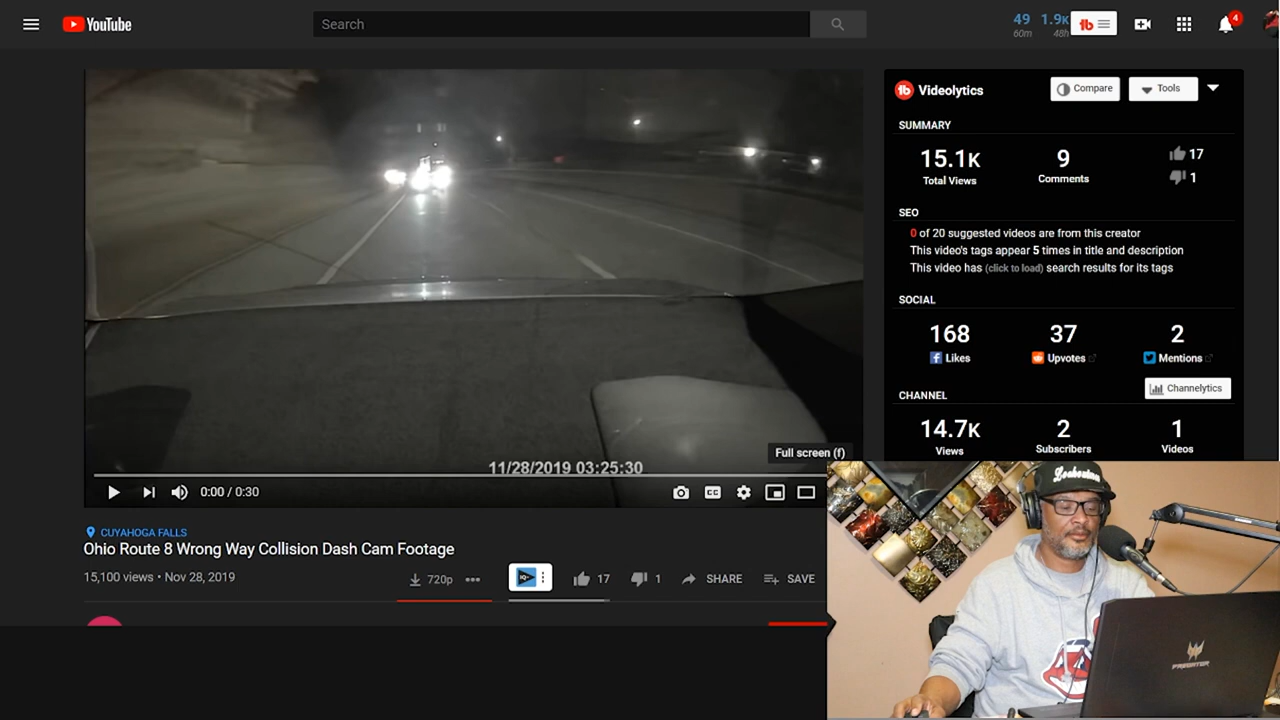 YouTube
Search
49 1.9K
60m 48h
4
Videolytics
Compare
Tools
SUMMARY
15.1K
9
17
Total Views
Comments
1
SEO
0 of 20 suggested videos are from this creator
This video's tags appear 5 times in title and description
This video has (click to load) search results for its tags
SOCIAL
168
37
2
Likes
Upvotes
Mentions
CHANNEL
Channelytics
14.7K
2
1
Views
Subscribers
Videos
Full screen (f)
11/28/2019 03:25:30
0:00 / 0:30
CUYAHOGA FALLS
Ohio Route 8 Wrong Way Collision Dash Cam Footage
15,100 views • Nov 28, 2019
720p
17
1
SHARE
SAVE
PREDATOR